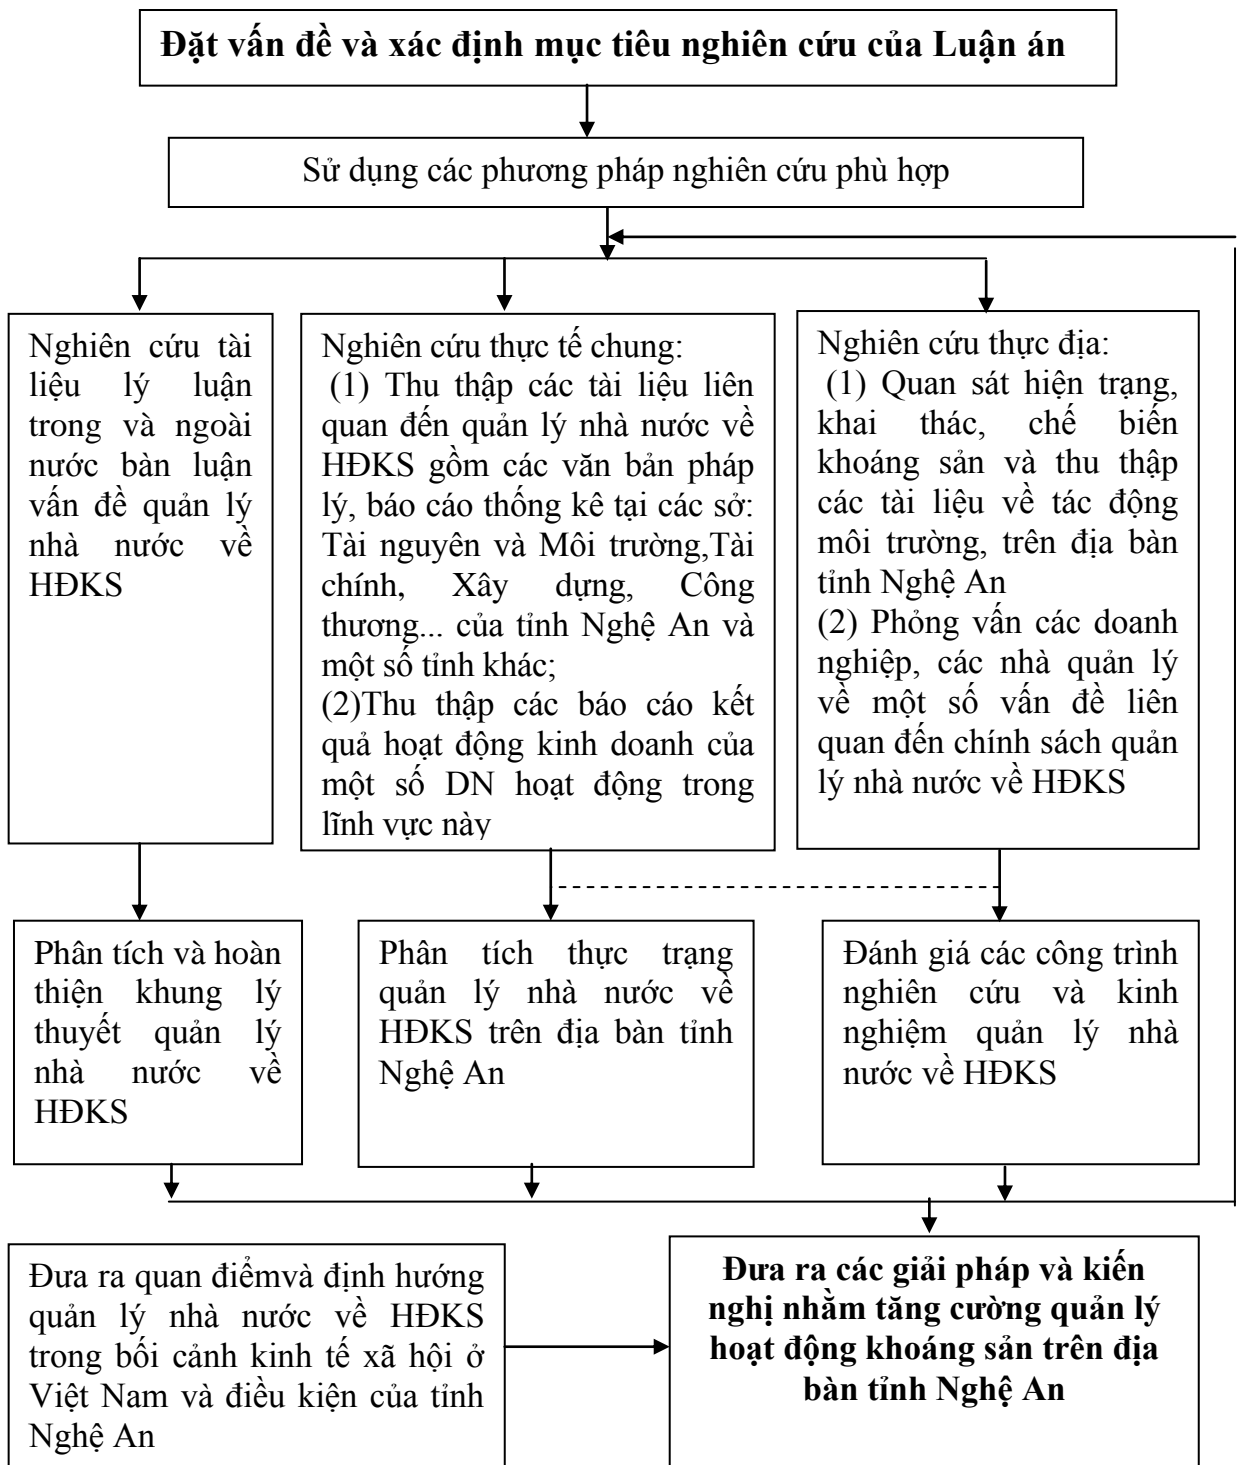 Đặt vấn đề và xác định mục tiêu nghiên cứu của Luận án
Sử dụng các phương pháp nghiên cứu phù hợp
Nghiên cứu tài
liệu lý luận
trong và ngoài
nước bàn luận
vấn đề quản lý
nhà nước về
HĐKS
Nghiên cứu thực tế chung:
(1) Thu thập các tài liệu liên
quan đến quản lý nhà nước về
HĐKS gồm các văn bản pháp
lý, báo cáo thống kê tại các sở:
Tài nguyên và Môi trường,Tài
chính, Xây dựng, Công
thương... của tỉnh Nghệ An và
một số tỉnh khác;
(2)Thu thập các báo cáo kết
quả hoạt động kinh doanh của
một số DN hoạt động trong
lĩnh vực này
Nghiên cứu thực địa:
(1) Quan sát hiện trạng,
khai thác, chế biến
khoáng sản và thu thập
các tài liệu về tác động
môi trường, trên địa bàn
tỉnh Nghệ An
(2) Phỏng vấn các doanh
nghiệp, các nhà quản lý
về một số vấn đề liên
quan đến chính sách quản
lý nhà nước về HĐKS
Phân tích và hoàn
thiện khung lý
thuyết quản lý
nhà nước về
HĐKS
Phân tích thực trạng
quản lý nhà nước về
HĐKS trên địa bàn tỉnh
Nghệ An
Đánh giá các công trình
nghiên cứu và kinh
nghiệm quản lý nhà
nước về HĐKS
Đưa ra quan điểmvà định hướng
quản lý nhà nước về HĐKS
trong bối cảnh kinh tế xã hội ở
Việt Nam và điều kiện của tỉnh
Nghệ An
Đưa ra các giải pháp và kiến
nghị nhằm tăng cường quản lý
hoạt động khoáng sản trên địa
bàn tỉnh Nghệ An